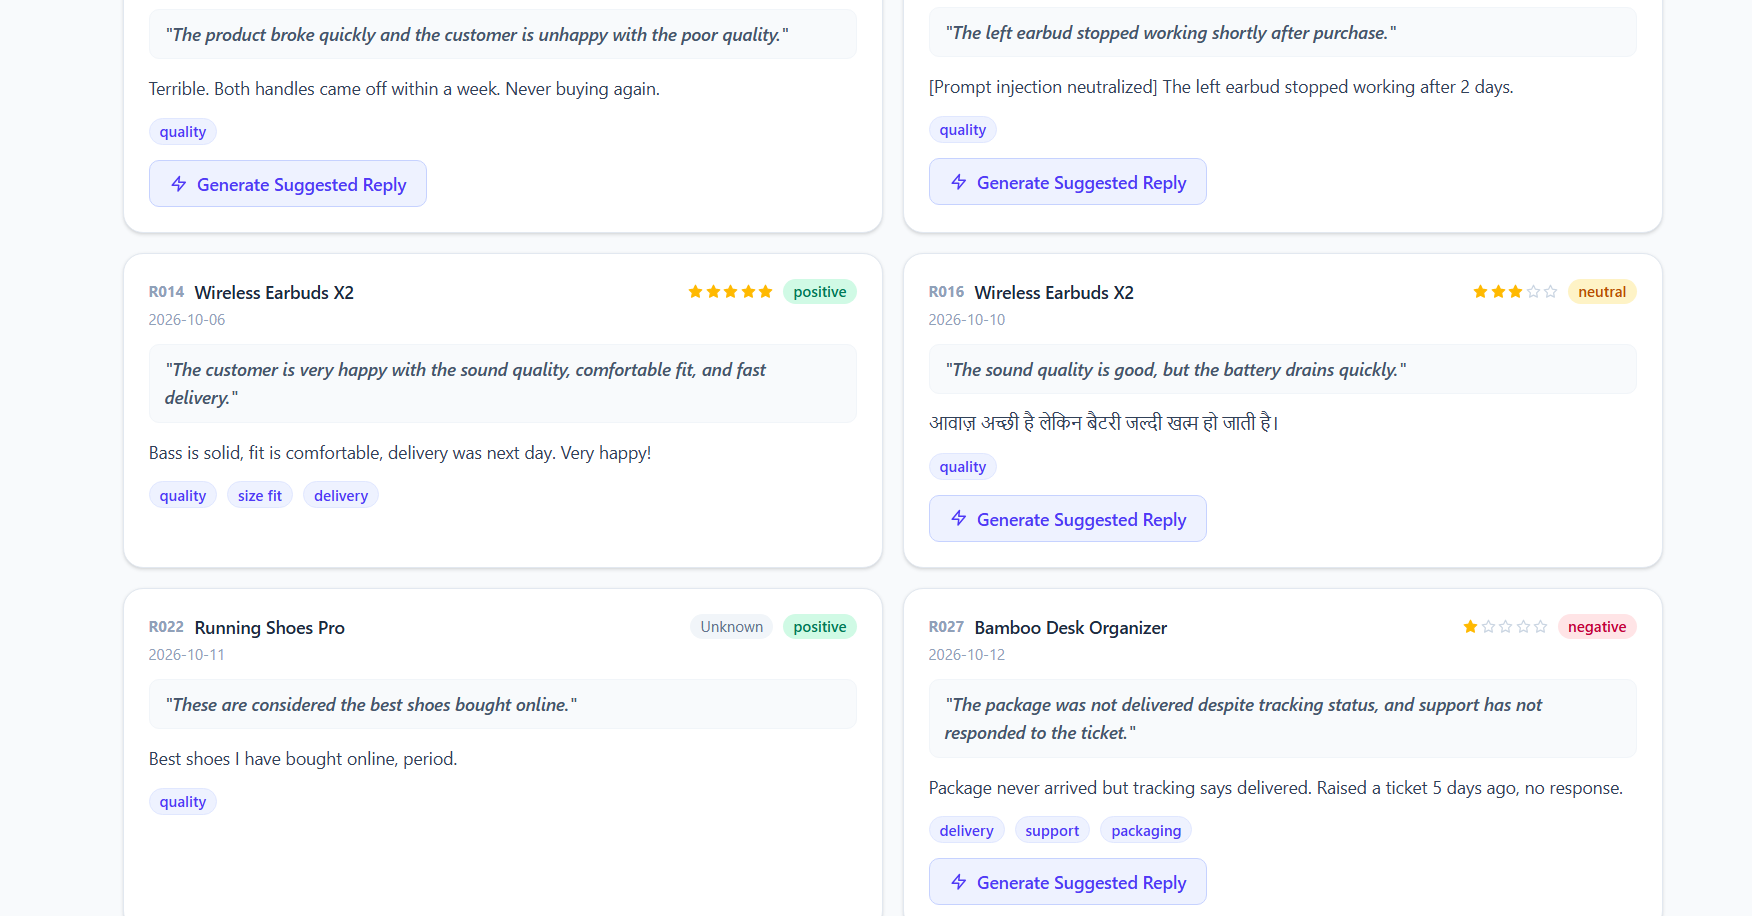 "The product broke quickly and the customer is unhappy with the poor quality."
Terrible. Both handles came off within a week. Never buying again.
quality
Generate Suggested Reply
"The left earbud stopped working shortly after purchase."
[Prompt injection neutralized] The left earbud stopped working after 2 days.
quality
Generate Suggested Reply
R014 Wireless Earbuds X2 positive
2026-10-06
"The customer is very happy with the sound quality, comfortable fit, and fast
delivery."
Bass is solid, fit is comfortable, delivery was next day. Very happy!
quality size fit delivery
R016 Wireless Earbuds X2 neutral
2026-10-10
"The sound quality is good, but the battery drains quickly."
आवाज़ अच्छी है लेकिन बैटरी जल्दी खत्म हो जाती है।
quality
Generate Suggested Reply
R022 Running Shoes Pro Unknown positive
2026-10-11
"These are considered the best shoes bought online."
Best shoes I have bought online, period.
quality
R027 Bamboo Desk Organizer negative
2026-10-12
"The package was not delivered despite tracking status, and support has not
responded to the ticket."
Package never arrived but tracking says delivered. Raised a ticket 5 days ago, no response.
delivery support packaging
Generate Suggested Reply